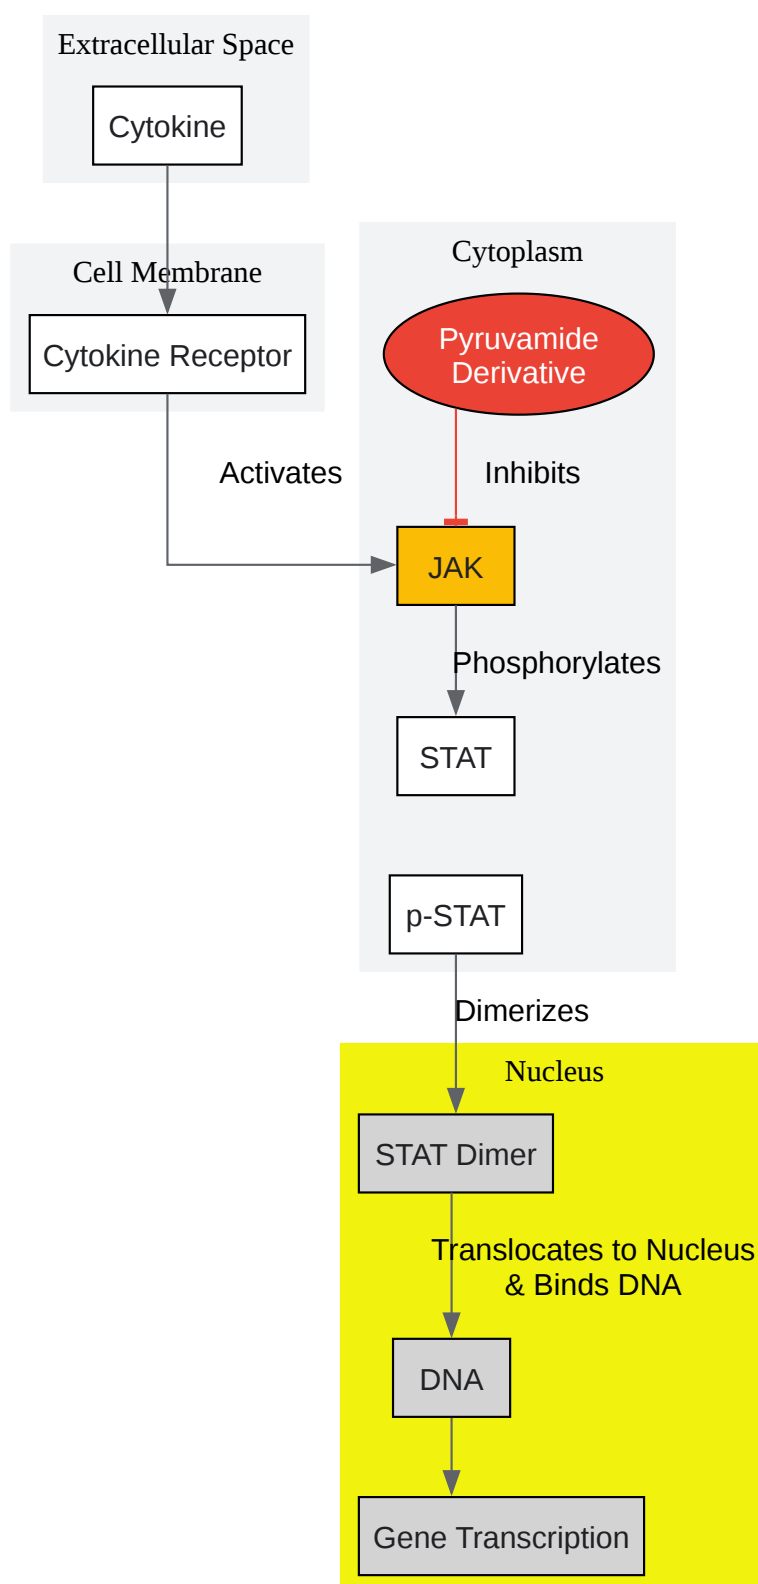 Extracellular Space
Cytokine
Cell Membrane
Cytokine Receptor
Cytoplasm
Pyruvamide
Derivative
Activates
Inhibits
JAK
Phosphorylates
STAT
p-STAT
Dimerizes
Nucleus
STAT Dimer
Translocates to Nucleus
& Binds DNA
DNA
Gene Transcription